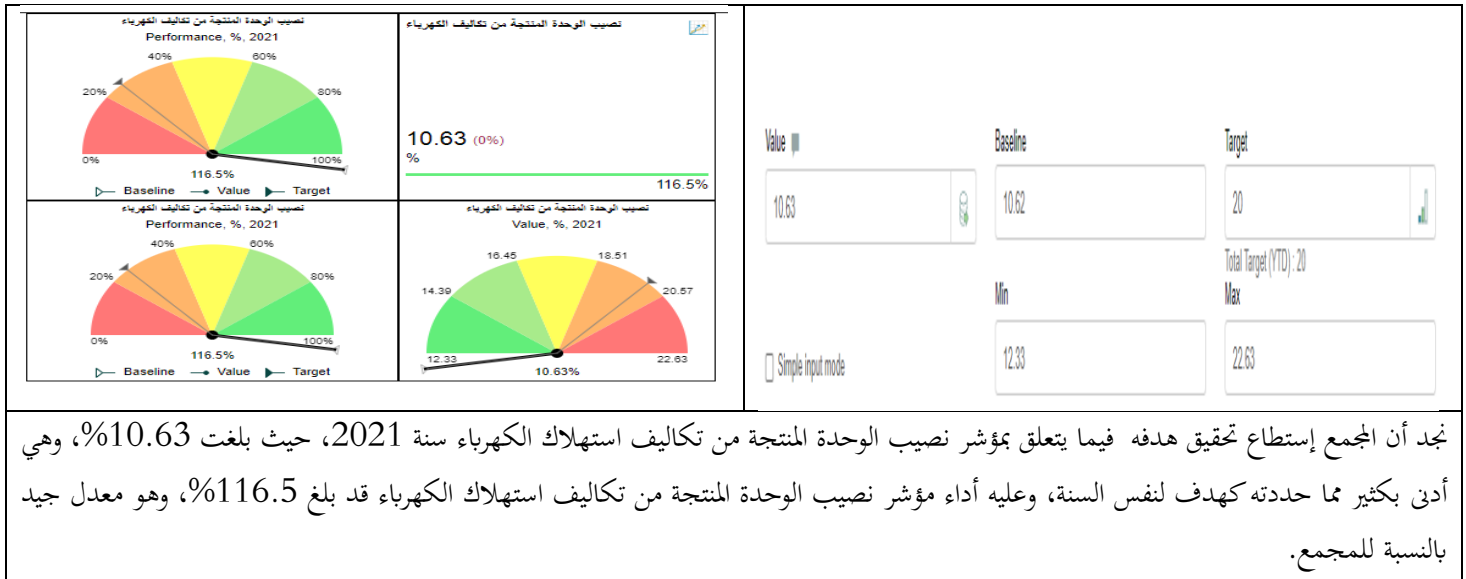 نصيب الوحدة المنتجة من تكاليف الكهرباء
Performance, %, 2021
40%
60%
20%
80%
0%
100%
116.5%
Baseline Value Target
نصيب الوحدة المنتجة من تكاليف الكهرباء
10.63 (0%)
%
116.5%
نصيب الوحدة المنتجة من تكاليف الكهرباء
Performance, %, 2021
40%
60%
20%
80%
0%
100%
116.5%
Baseline Value Target
نصيب الوحدة المنتجة من تكاليف الكهرباء
Value, %, 2021
16.45
18.51
14.39
20.57
12.33
22.63
10.63%
Value
Baseline
Target
10.63
10.62
20
Total Target (YTD) : 20
Min
Max
Simple input mode
12.33
22.63
نجد أن المجمع إستطاع تحقيق هدفه فيما يتعلق بمؤشر نصيب الوحدة المنتجة من تكاليف استهلاك الكهرباء سنة 2021، حيث بلغت 10.63%، وهي
أدنى بكثير مما حددته كهدف لنفس السنة، وعليه أداء مؤشر نصيب الوحدة المنتجة من تكاليف استهلاك الكهرباء قد بلغ 116.5%، وهو معدل جيد
بالنسبة للمجمع.